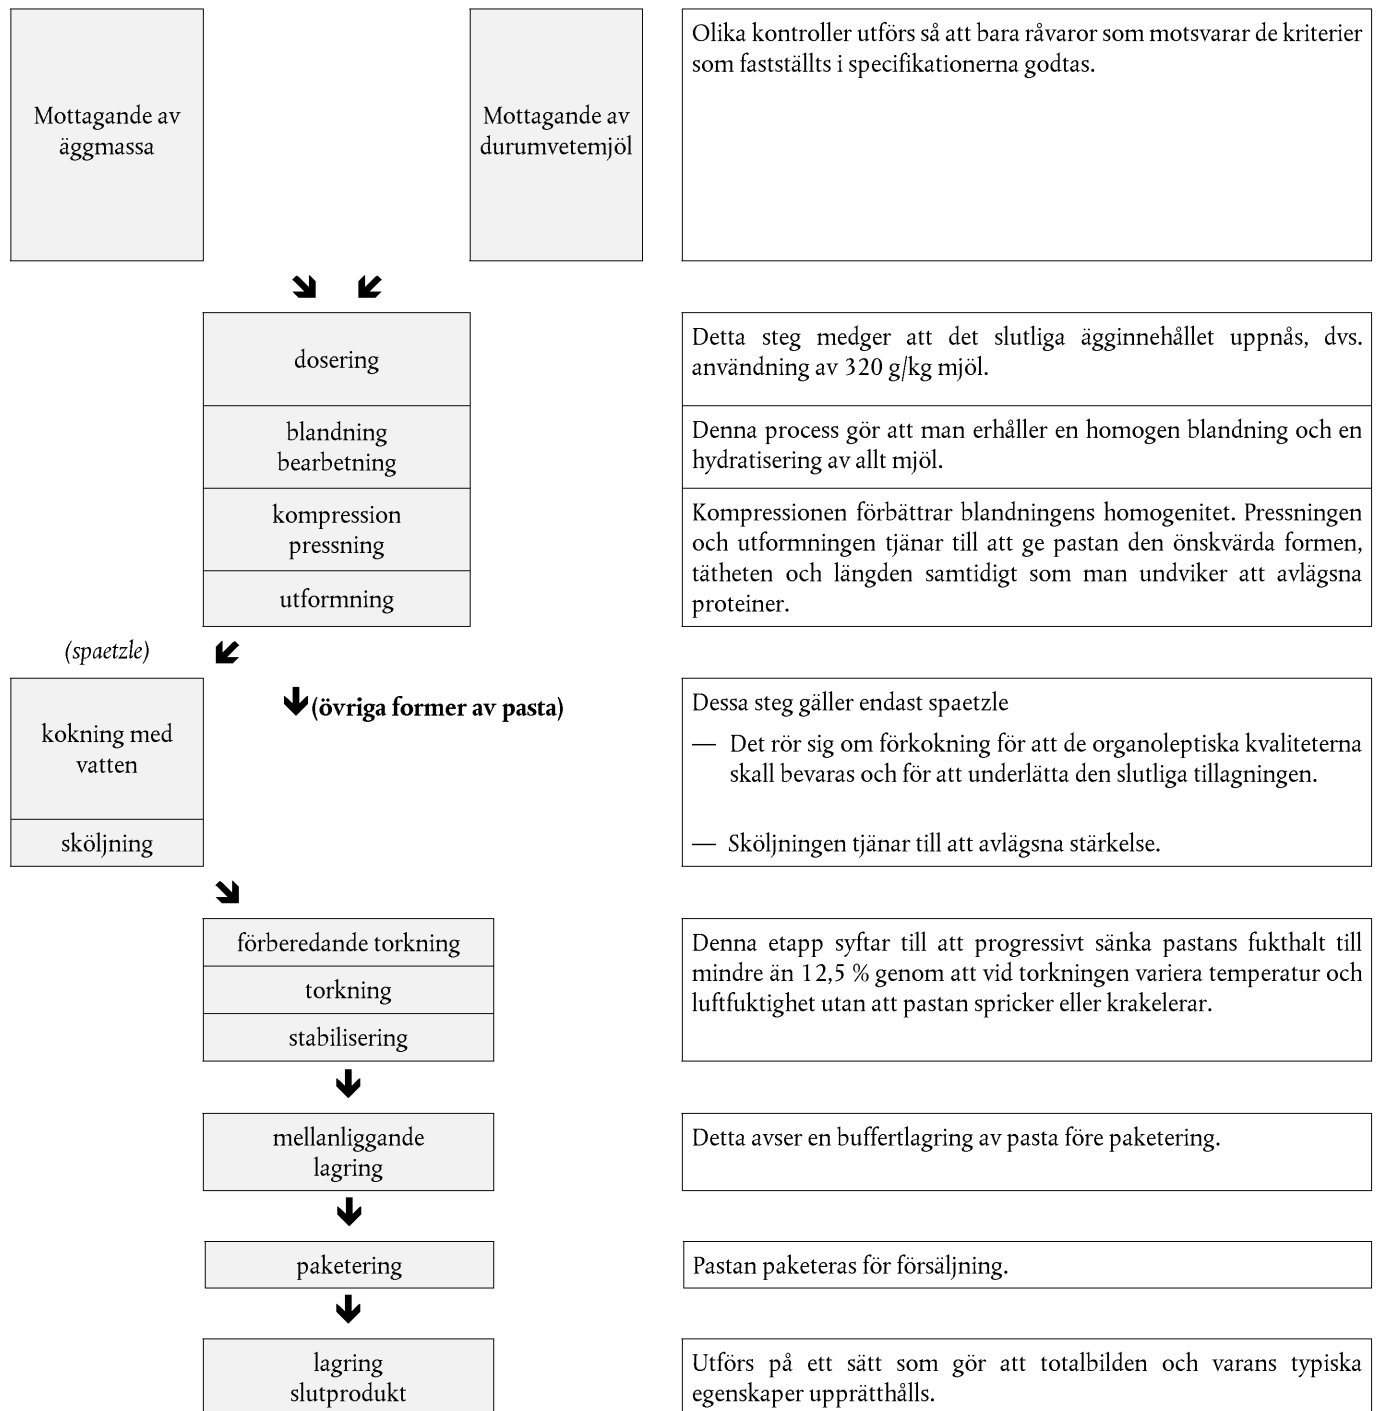 Mottagande av
äggmassa
Mottagande av
durumvetemjöl
Olika kontroller utförs så att bara råvaror som motsvarar de kriterier
som fastställts i specifikationerna godtas.
dosering
Detta steg medger att det slutliga ägginnehållet uppnås, dvs.
användning av 320 g/kg mjöl.
blandning
bearbetning
Denna process gör att man erhåller en homogen blandning och en
hydratisering av allt mjöl.
kompression
pressning
utformning
Kompressionen förbättrar blandningens homogenitet. Pressningen
och utformningen tjänar till att ge pastan den önskvärda formen,
tätheten och längden samtidigt som man undviker att avlägsna
proteiner.
(spaetzle)
(övriga former av pasta)
kokning med
vatten
sköljning
Dessa steg gäller endast spaetzle
— Det rör sig om förkokning för att de organoleptiska kvaliteterna
skall bevaras och för att underlätta den slutliga tillagningen.
— Sköljningen tjänar till att avlägsna stärkelse.
förberedande torkning
torkning
stabilisering
Denna etapp syftar till att progressivt sänka pastans fukthalt till
mindre än 12,5 % genom att vid torkningen variera temperatur och
luftfuktighet utan att pastan spricker eller krakelerar.
mellanliggande
lagring
Detta avser en buffertlagring av pasta före paketering.
paketering
Pastan paketeras för försäljning.
lagring
slutprodukt
Utförs på ett sätt som gör att totalbilden och varans typiska
egenskaper upprätthålls.